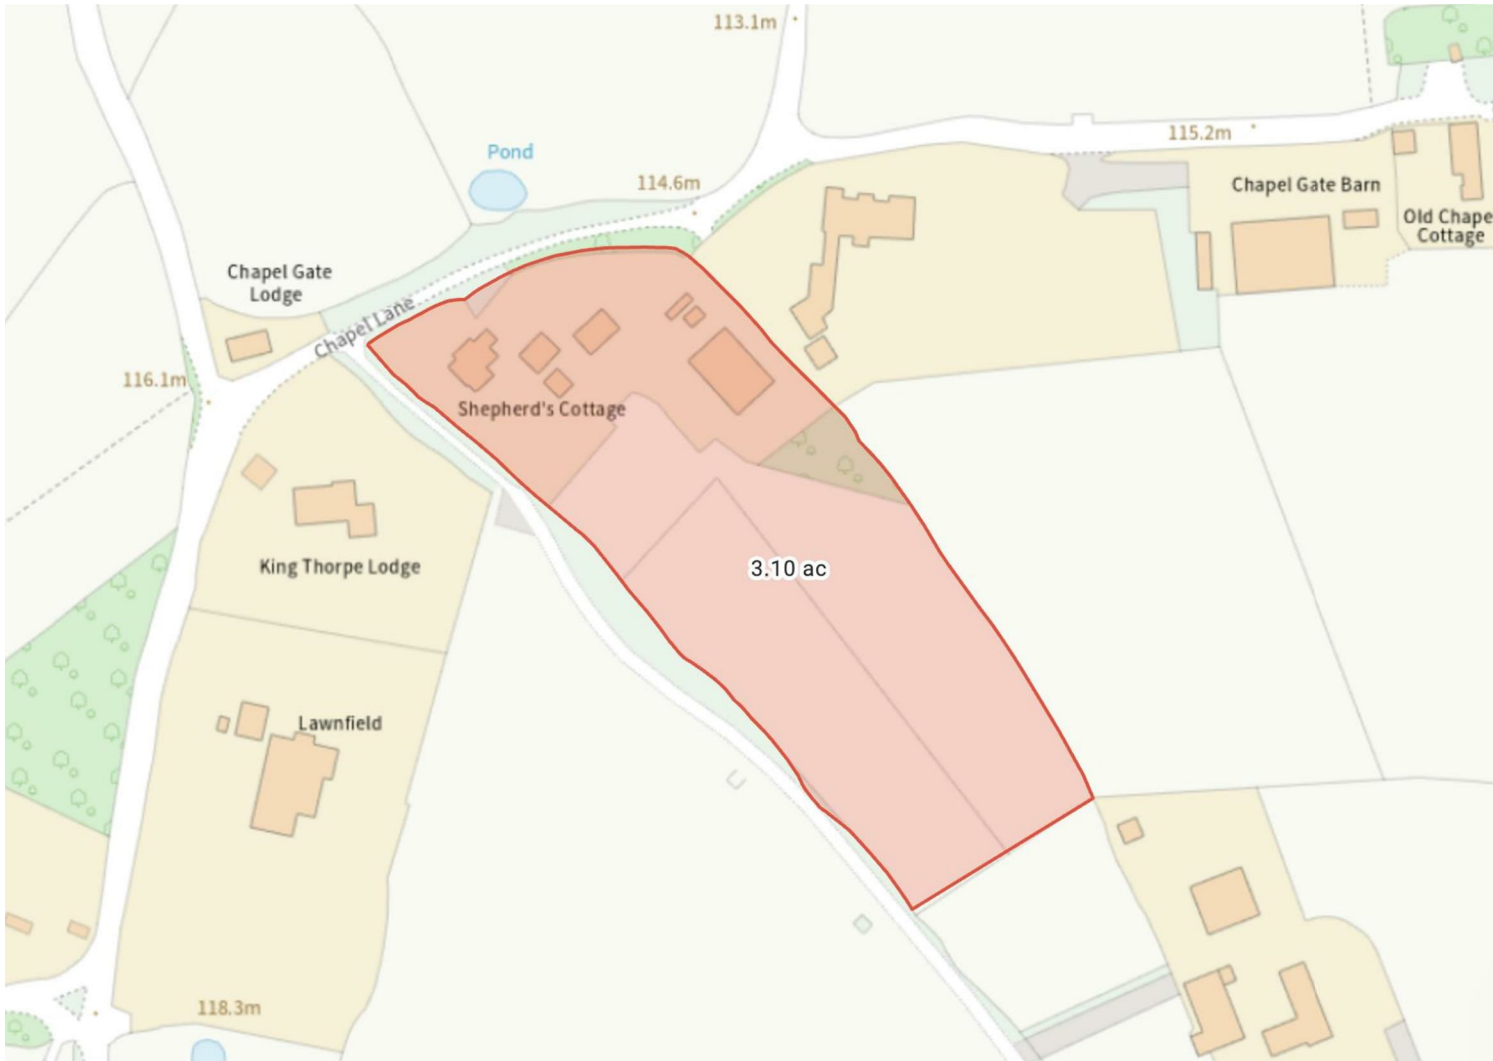 113.1m
115.2m
Pond
114.6m
Chapel Gate Barn
Old Chape
Cottage
Chapel Gate
Lodge
Chapel Lane
116.1m
Shepherd's Cottage
King Thorpe Lodge
3.10 ac
Lawnfield
118.3m